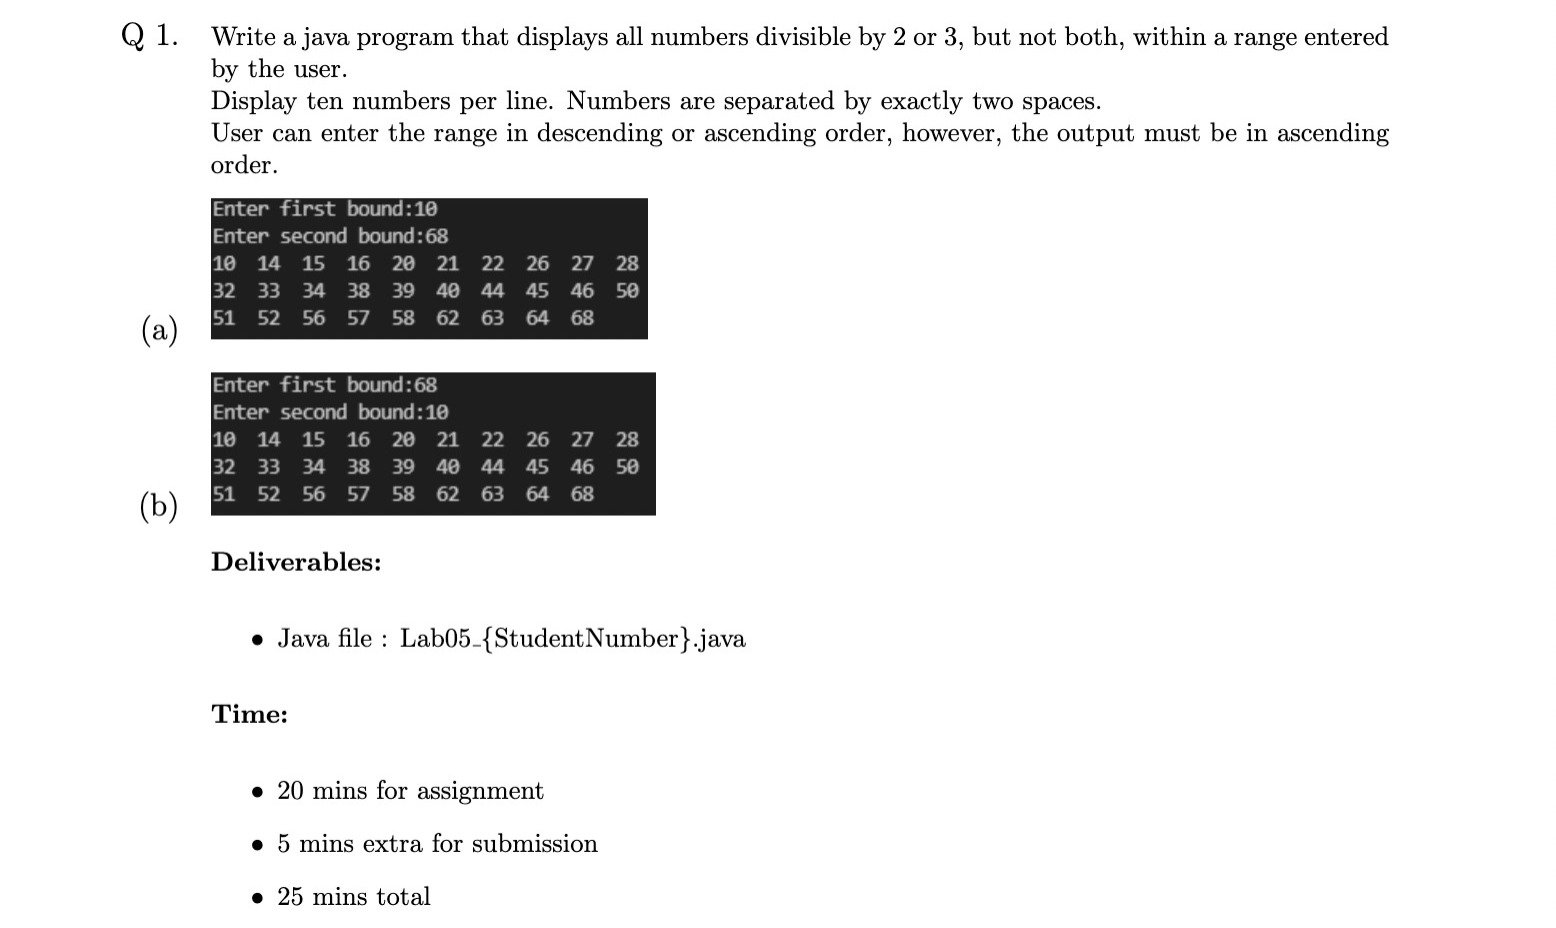 Q 1. Write a java program that displays all numbers divisible by 2 or 3, but not both, within a range entered
by the user.
Display ten numbers per line. Numbers are separated by exactly two spaces.
User can enter the range in descending or ascending order, however, the output must be in ascending
order.
Enter first bound:10
Enter second bound:68
10  14  15  16  20  21  22  26  27  28
32  33  34  38  39  40  44  45  46  50
51  52  56  57  58  62  63  64  68
(a)
Enter first bound:68
Enter second bound:10
10  14  15  16  20  21  22  26  27  28
32  33  34  38  39  40  44  45  46  50
51  52  56  57  58  62  63  64  68
(b)
Deliverables:
• Java file : Lab05_{StudentNumber}.java
Time:
• 20 mins for assignment
• 5 mins extra for submission
• 25 mins total